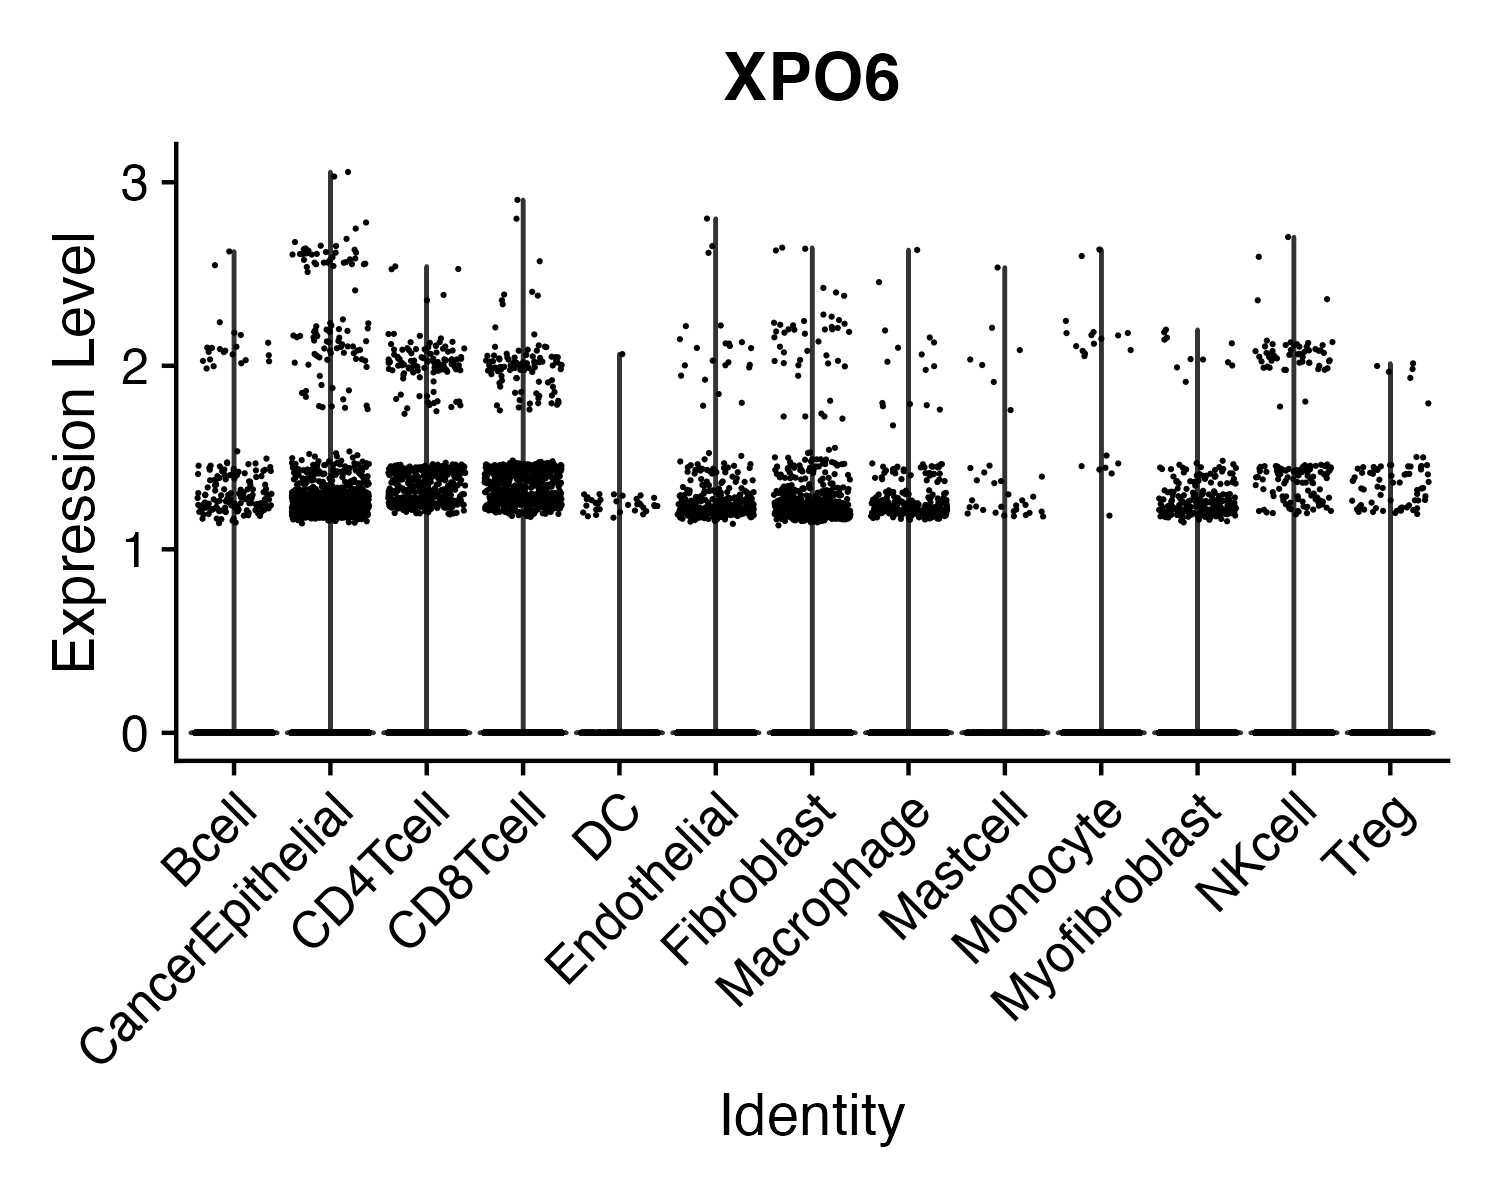 XPO6
Expression Level
3
2
1
0
Bcell
CancerEpithelial
CD4Tcell
CD8Tcell
DC
Endothelial
Fibroblast
Macrophage
Mastcell
Monocyte
Myofibroblast
NKcell
Treg
Identity